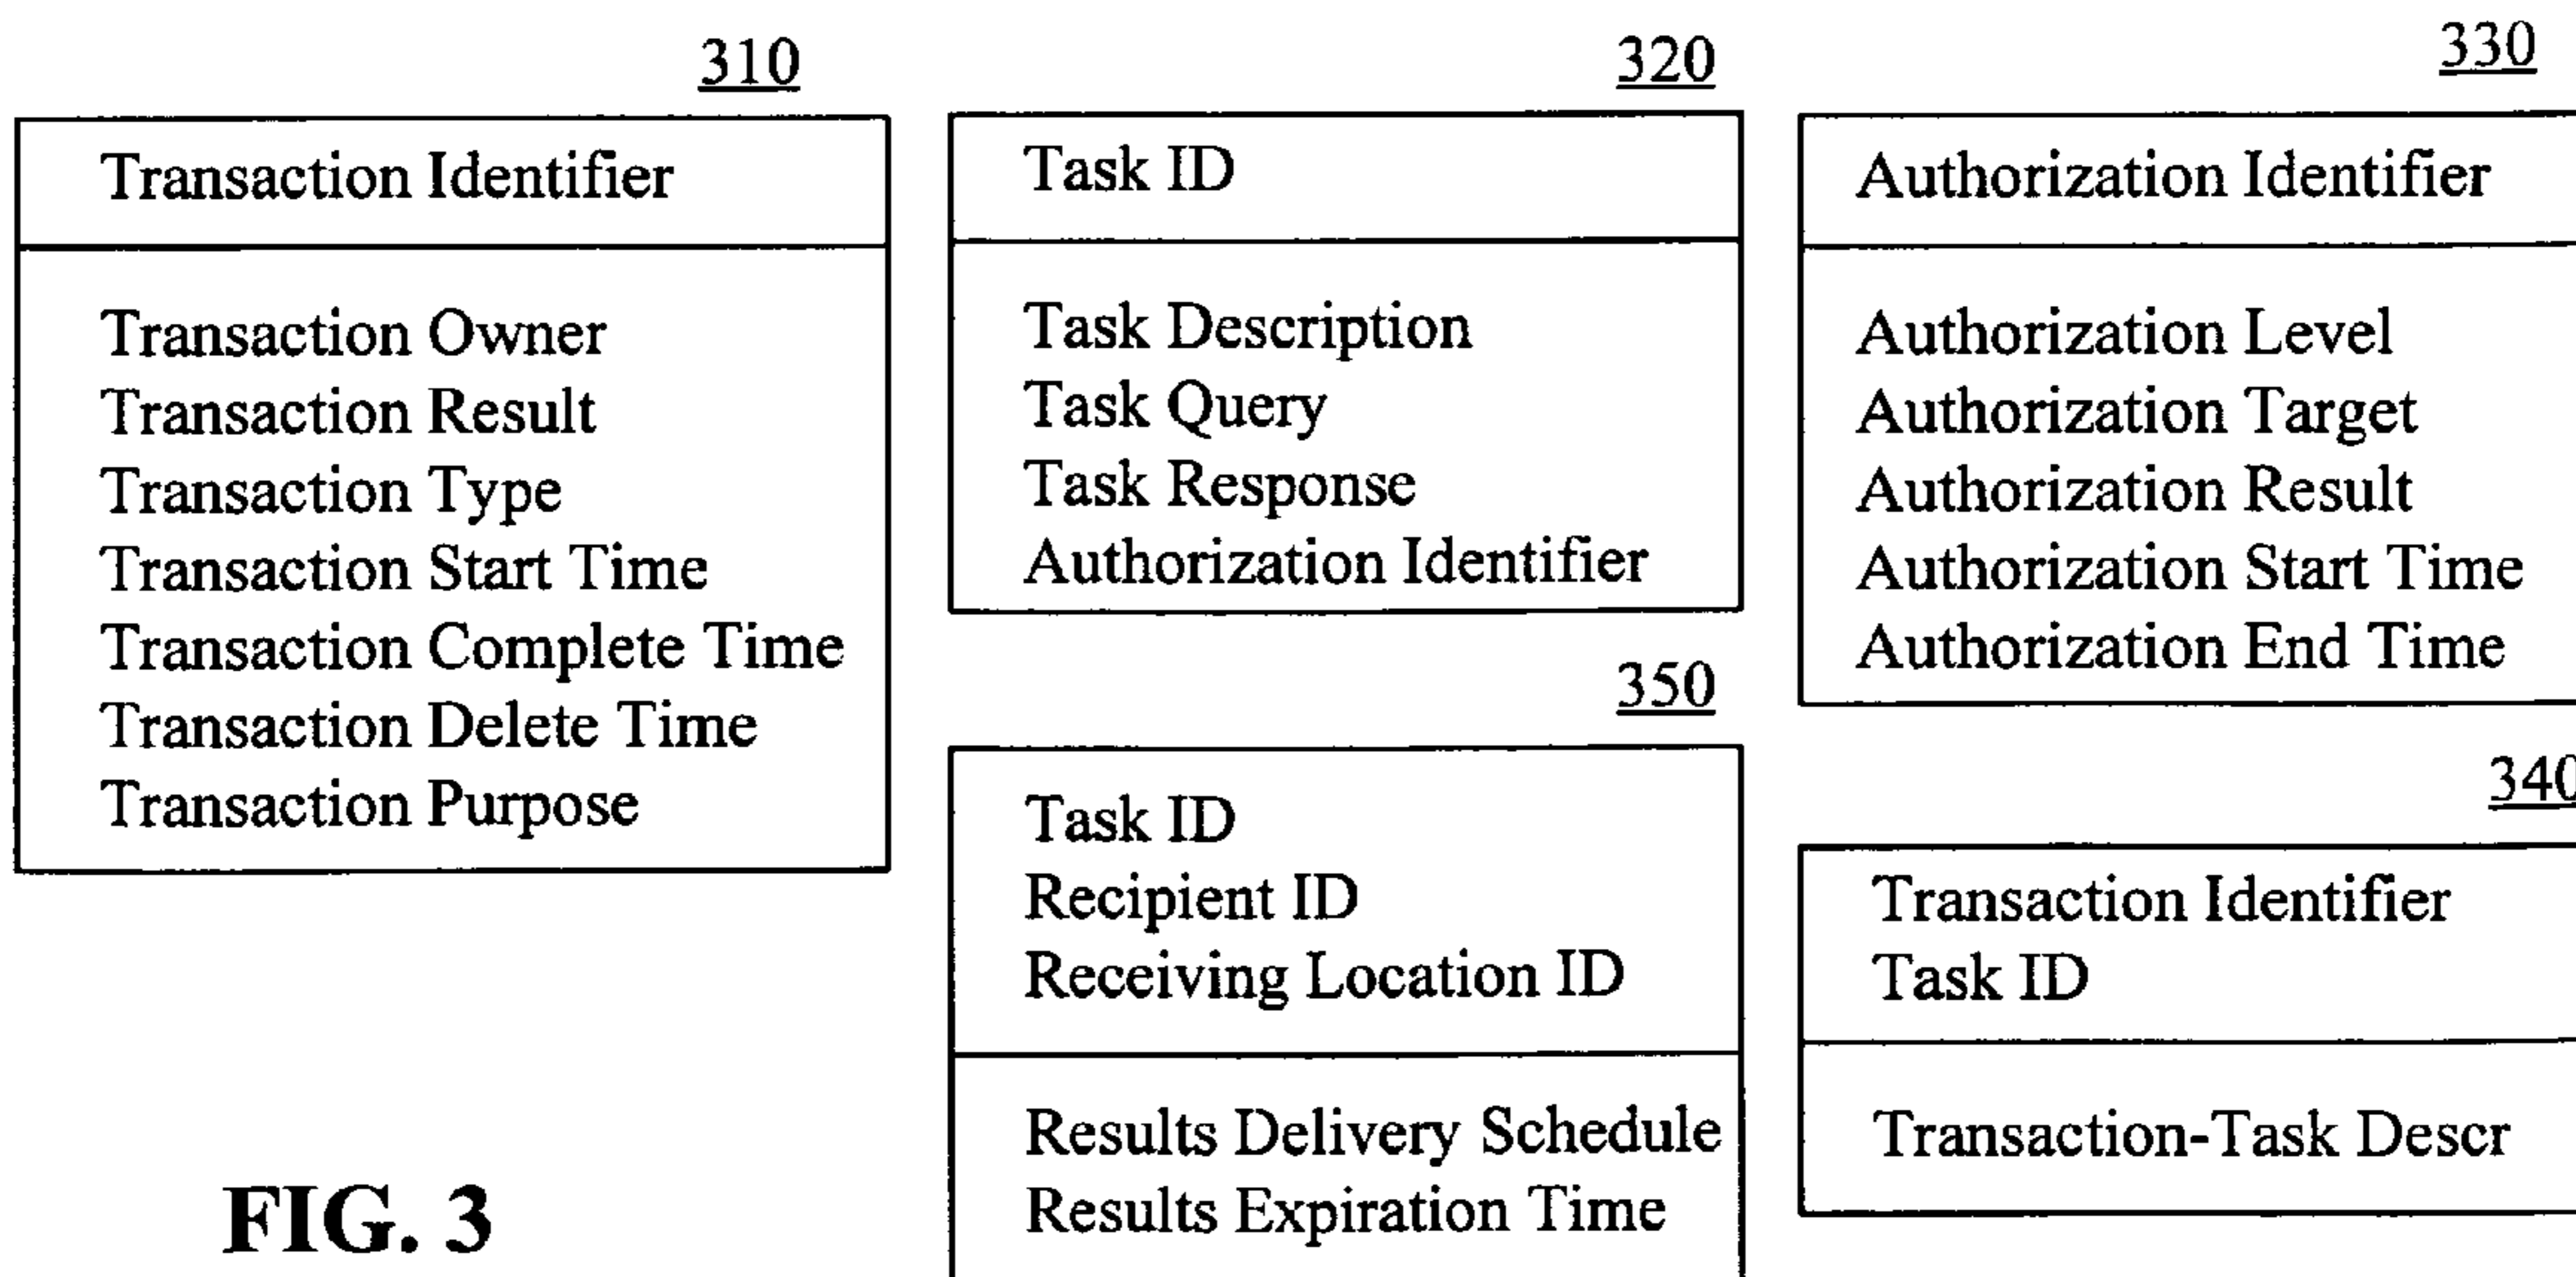 310
Transaction Identifier
Transaction Owner
Transaction Result
Transaction Type
Transaction Start Time
Transaction Complete Time
Transaction Delete Time
Transaction Purpose
320
Task ID
Task Description
Task Query
Task Response
Authorization Identifier
330
Authorization Identifier
Authorization Level
Authorization Target
Authorization Result
Authorization Start Time
Authorization End Time
350
Task ID
Recipient ID
Receiving Location ID
Results Delivery Schedule
Results Expiration Time
340
Transaction Identifier
Task ID
Transaction-Task Descr
FIG. 3